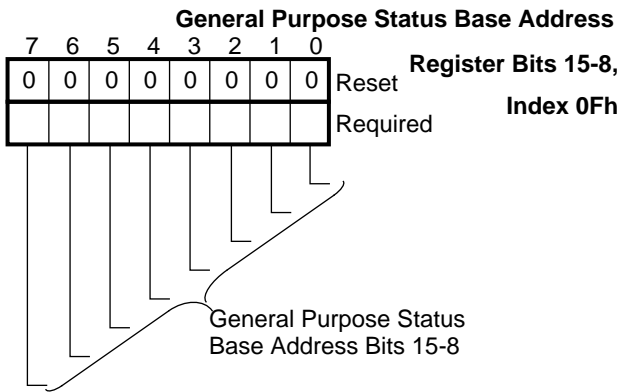 General Purpose Status Base Address
Register Bits 15-8,
Index 0Fh
7 6 5 4 3 2 1 0
0 0 0 0 0 0 0 0 Reset
Required
General Purpose Status
Base Address Bits 15-8